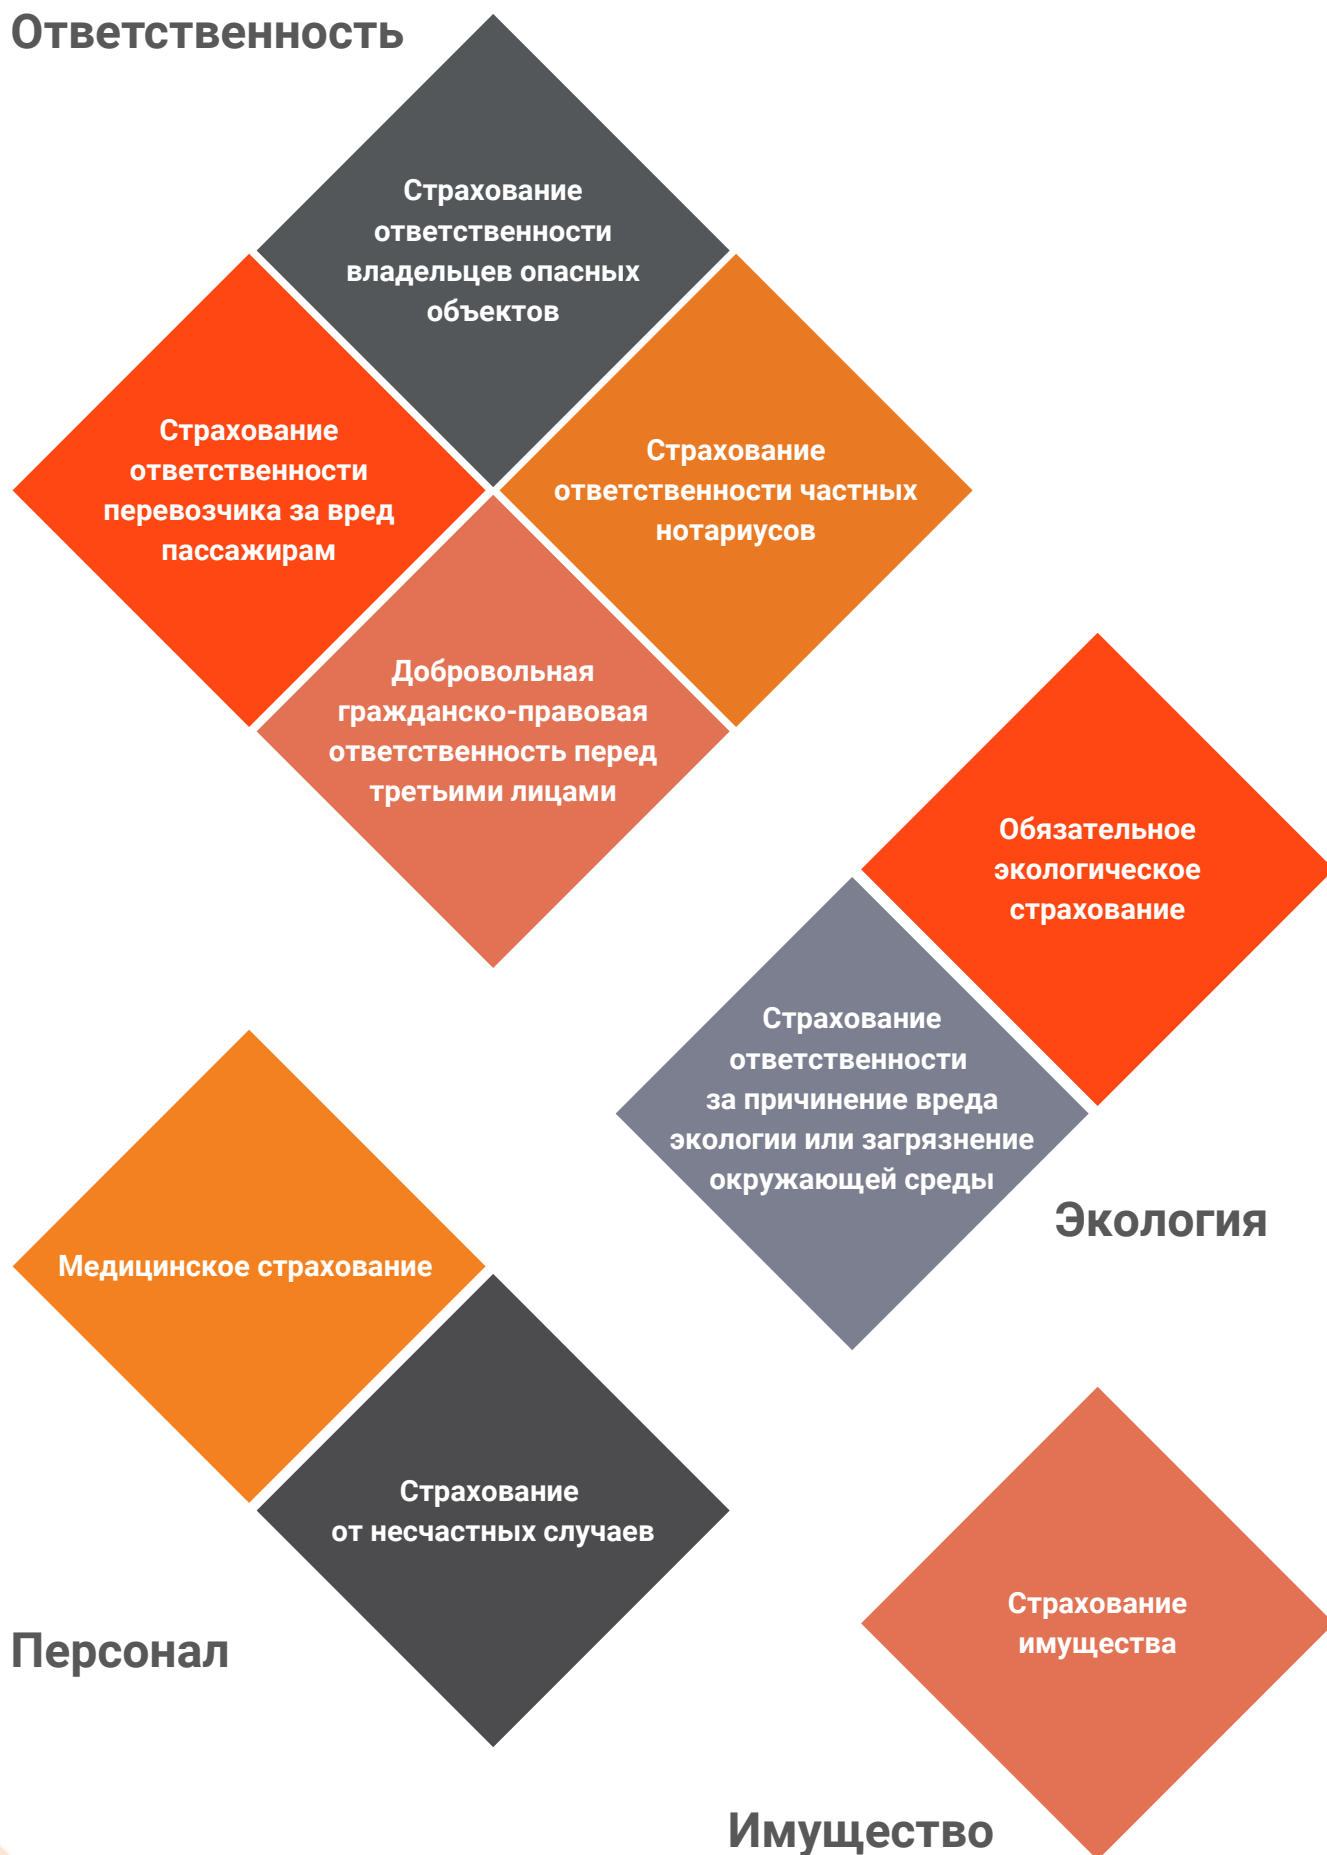 Ответственность
Страхование
ответственности
владельцев опасных
объектов
Страхование
ответственности
перевозчика за вред
пассажирам
Страхование
ответственности частных
нотариусов
Добровольная
гражданско-правовая
ответственность перед
третьими лицами
Обязательное
экологическое
страхование
Страхование
ответственности
за причинение вреда
экологии или загрязнение
окружающей среды
Экология
Медицинское страхование
Страхование
от несчастных случаев
Персонал
Страхование
имущества
Имущество